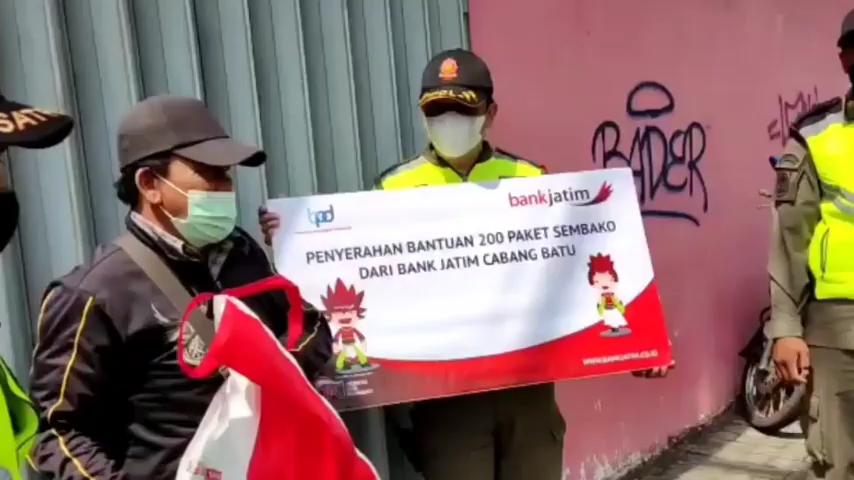 SAT
bpd
bankjatim
BADER
PENYERAHAN BANTUAN 200 PAKET SEMBAKO
DARI BANK JATIM CABANG BATU
WWW.BANKJATIM.CO.ID